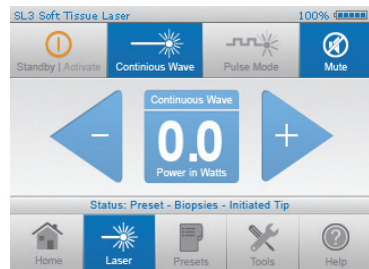 SL3 Soft Tissue Laser 100%
Standby | Activate Continious Wave Pulse Mode Mute
Continuous Wave
- 0.0 +
Power in Watts
Status: Preset - Biopsies - Initiated Tip
Home Laser Presets Tools Help